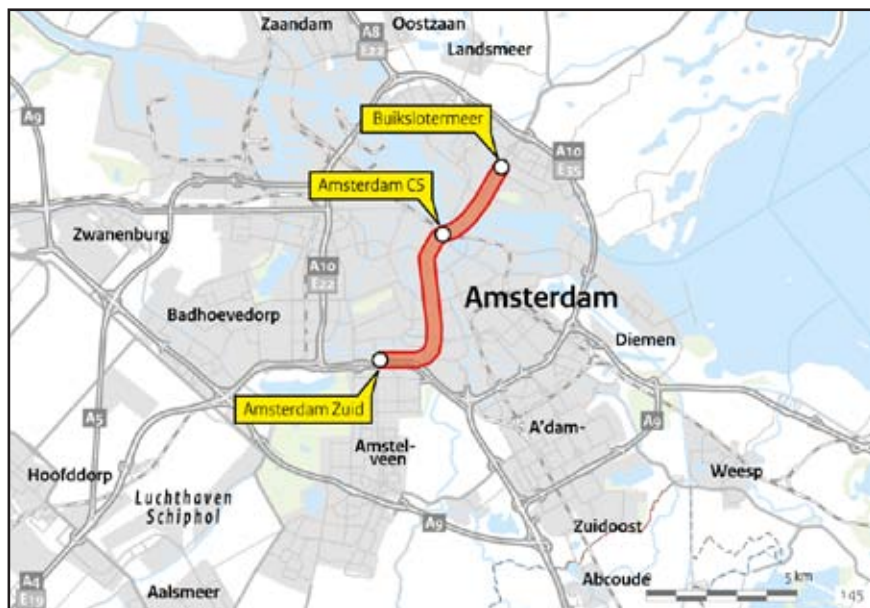 Zaandam
A8
E22
Oostzaan
Landsmeer
A9
Buikslotermeer
A10
E35
Amsterdam CS
Zwanenburg
A10
E22
Amsterdam
Badhoevedorp
Diemen
Amsterdam Zuid
A5
A9
Amstel-
veen
A'dam-
Zuidoost
Hoofddorp
Weesp
Luchthaven
Schiphol
A9
A4
E19
Aalsmeer
Abcoude
5 km
145